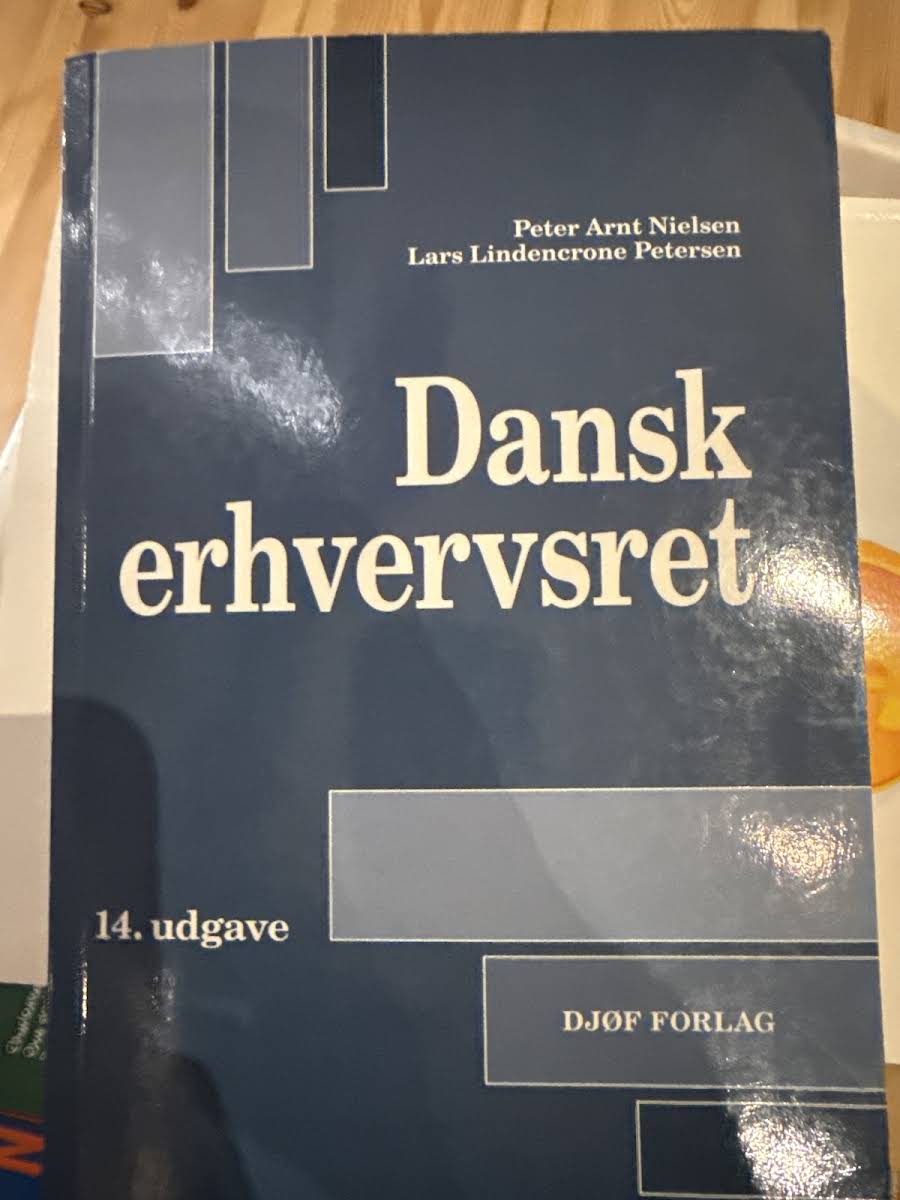 Peter Arnt Nielsen
Lars Lindencrone Petersen
Dansk
erhvervsret
14. udgave
DJØF FORLAG
N